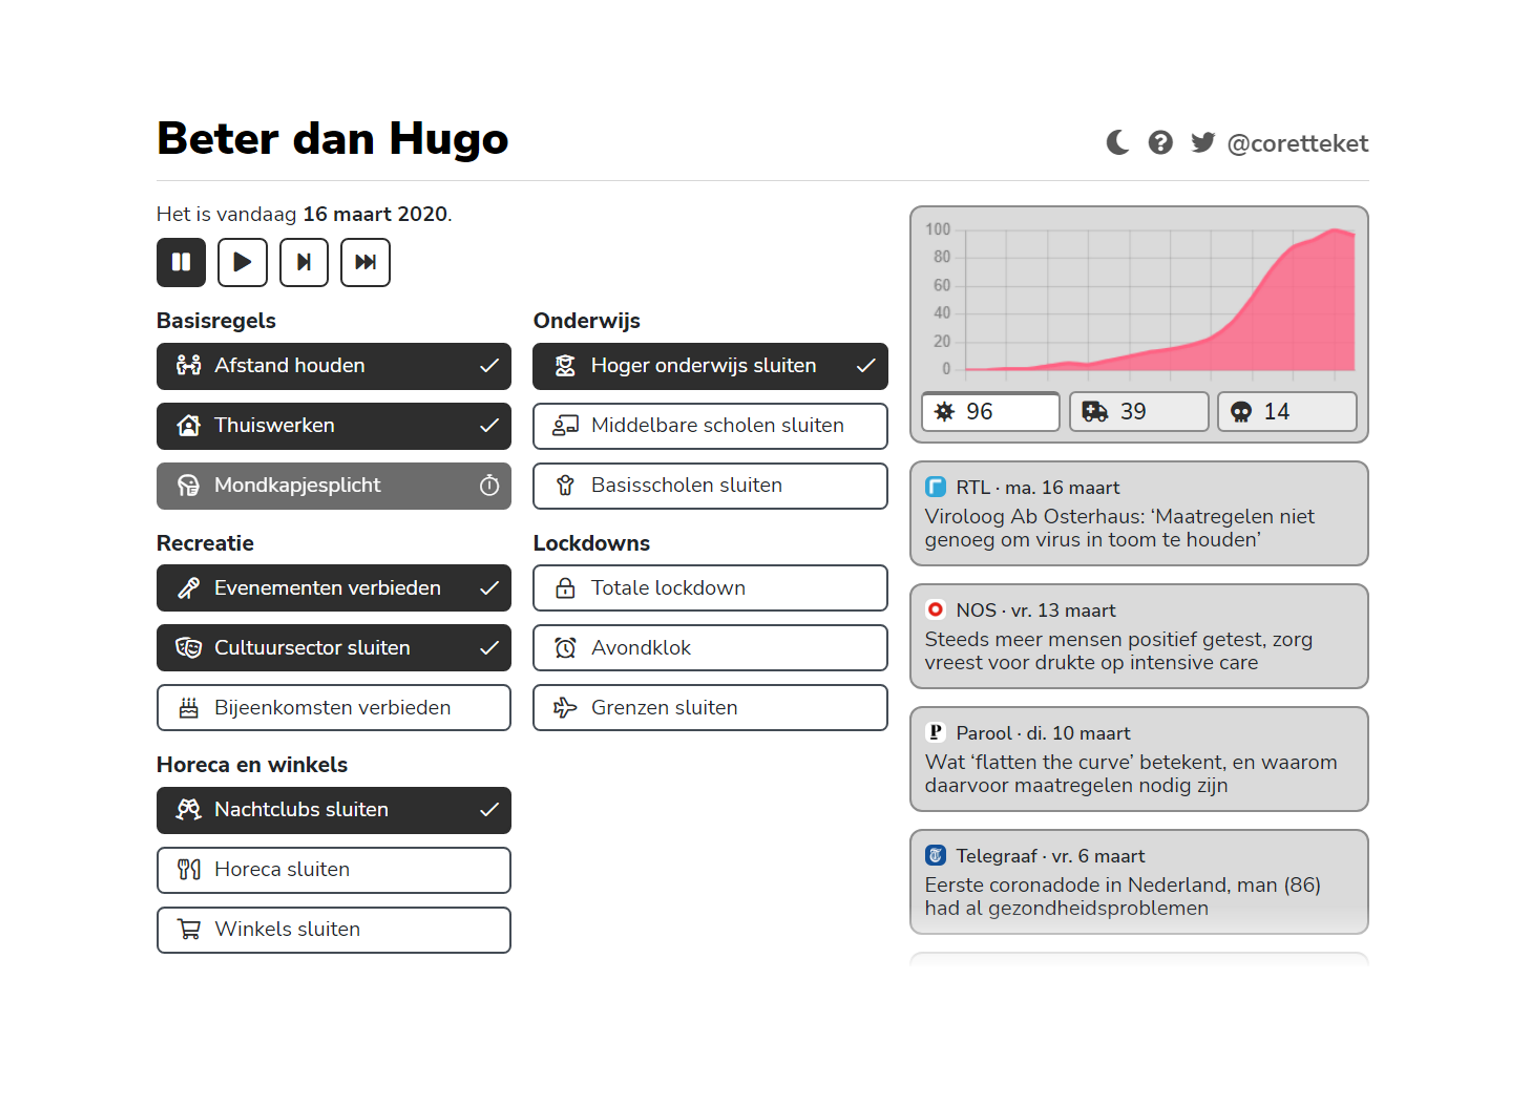 Beter dan Hugo
@coretteket
Het is vandaag 16 maart 2020.
Basisregels
Afstand houden
Thuiswerken
Mondkapjesplicht
Recreatie
Evenementen verbieden
Cultuursector sluiten
Bijeenkomsten verbieden
Horeca en winkels
Nachtclubs sluiten
Horeca sluiten
Winkels sluiten
Onderwijs
Hoger onderwijs sluiten
Middelbare scholen sluiten
Basisscholen sluiten
Lockdowns
Totale lockdown
Avondklok
Grenzen sluiten
100
80
60
40
20
0
96
39
14
RTL · ma. 16 maart
Viroloog Ab Osterhaus: ‘Maatregelen niet
genoeg om virus in toom te houden’
NOS · vr. 13 maart
Steeds meer mensen positief getest, zorg
vreest voor drukte op intensive care
Parool · di. 10 maart
Wat ‘flatten the curve’ betekent, en waarom
daarvoor maatregelen nodig zijn
Telegraaf · vr. 6 maart
Eerste coronadode in Nederland, man (86)
had al gezondheidsproblemen